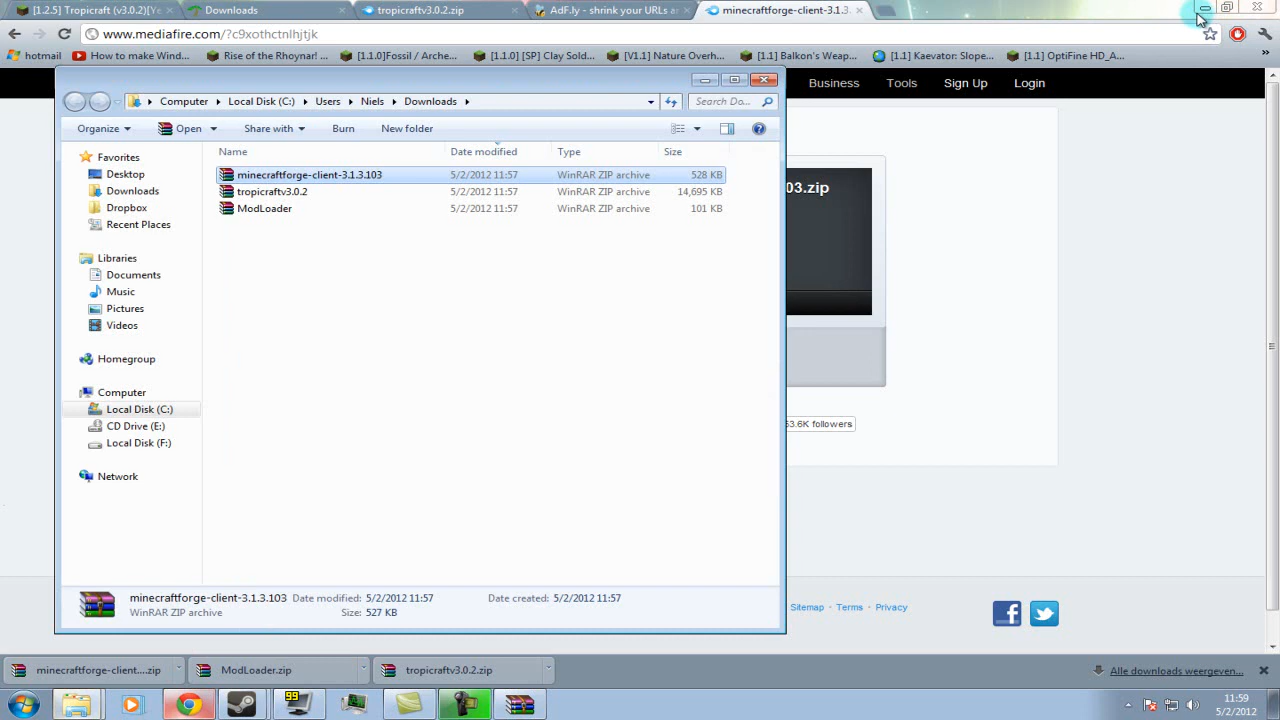 [1.2.5] Tropicraft (v3.0.2)[Ye
Downloads
tropicraftv3.0.2.zip
AdF.ly - shrink your URLs an
minecraftforge-client-3.1.3.
www.mediafire.com/?c9xothctnlhjtjk
hotmail
How to make Window...
Rise of the Rhoynar! ...
[1.1.0]Fossil / Arche...
[1.1.0] [SP] Clay Sold...
[V1.1] Nature Overh...
[1.1] Balkon's Weap...
[1.1] Kaevator: Slope...
[1.1] OptiFine HD_A...
Business Tools Sign Up Login
Computer Local Disk (C:) Users Niels Downloads
Search Do...
Organize Open Share with Burn New folder
Name Date modified Type Size
minecraftforge-client-3.1.3.103 5/2/2012 11:57 WinRAR ZIP archive 528 KB
tropicraftv3.0.2 5/2/2012 11:57 WinRAR ZIP archive 14,695 KB
ModLoader 5/2/2012 11:57 WinRAR ZIP archive 101 KB
Favorites
Desktop
Downloads
Dropbox
Recent Places
Libraries
Documents
Music
Pictures
Videos
Homegroup
Computer
Local Disk (C:)
CD Drive (E:)
Local Disk (F:)
Network
03.zip
53.6K followers
minecraftforge-client-3.1.3.103 Date modified: 5/2/2012 11:57 Date created: 5/2/2012 11:57
WinRAR ZIP archive Size: 527 KB
Sitemap · Terms · Privacy
minecraftforge-client....zip
ModLoader.zip
tropicraftv3.0.2.zip
Alle downloads weergeven...
99
11:59
5/2/2012